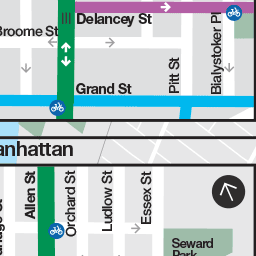 Delancey St
Broome St
Pitt St
Bialystoker Pl
Grand St
anhattan
Allen St
Orchard St
Ludlow St
Essex St
Seward
Park